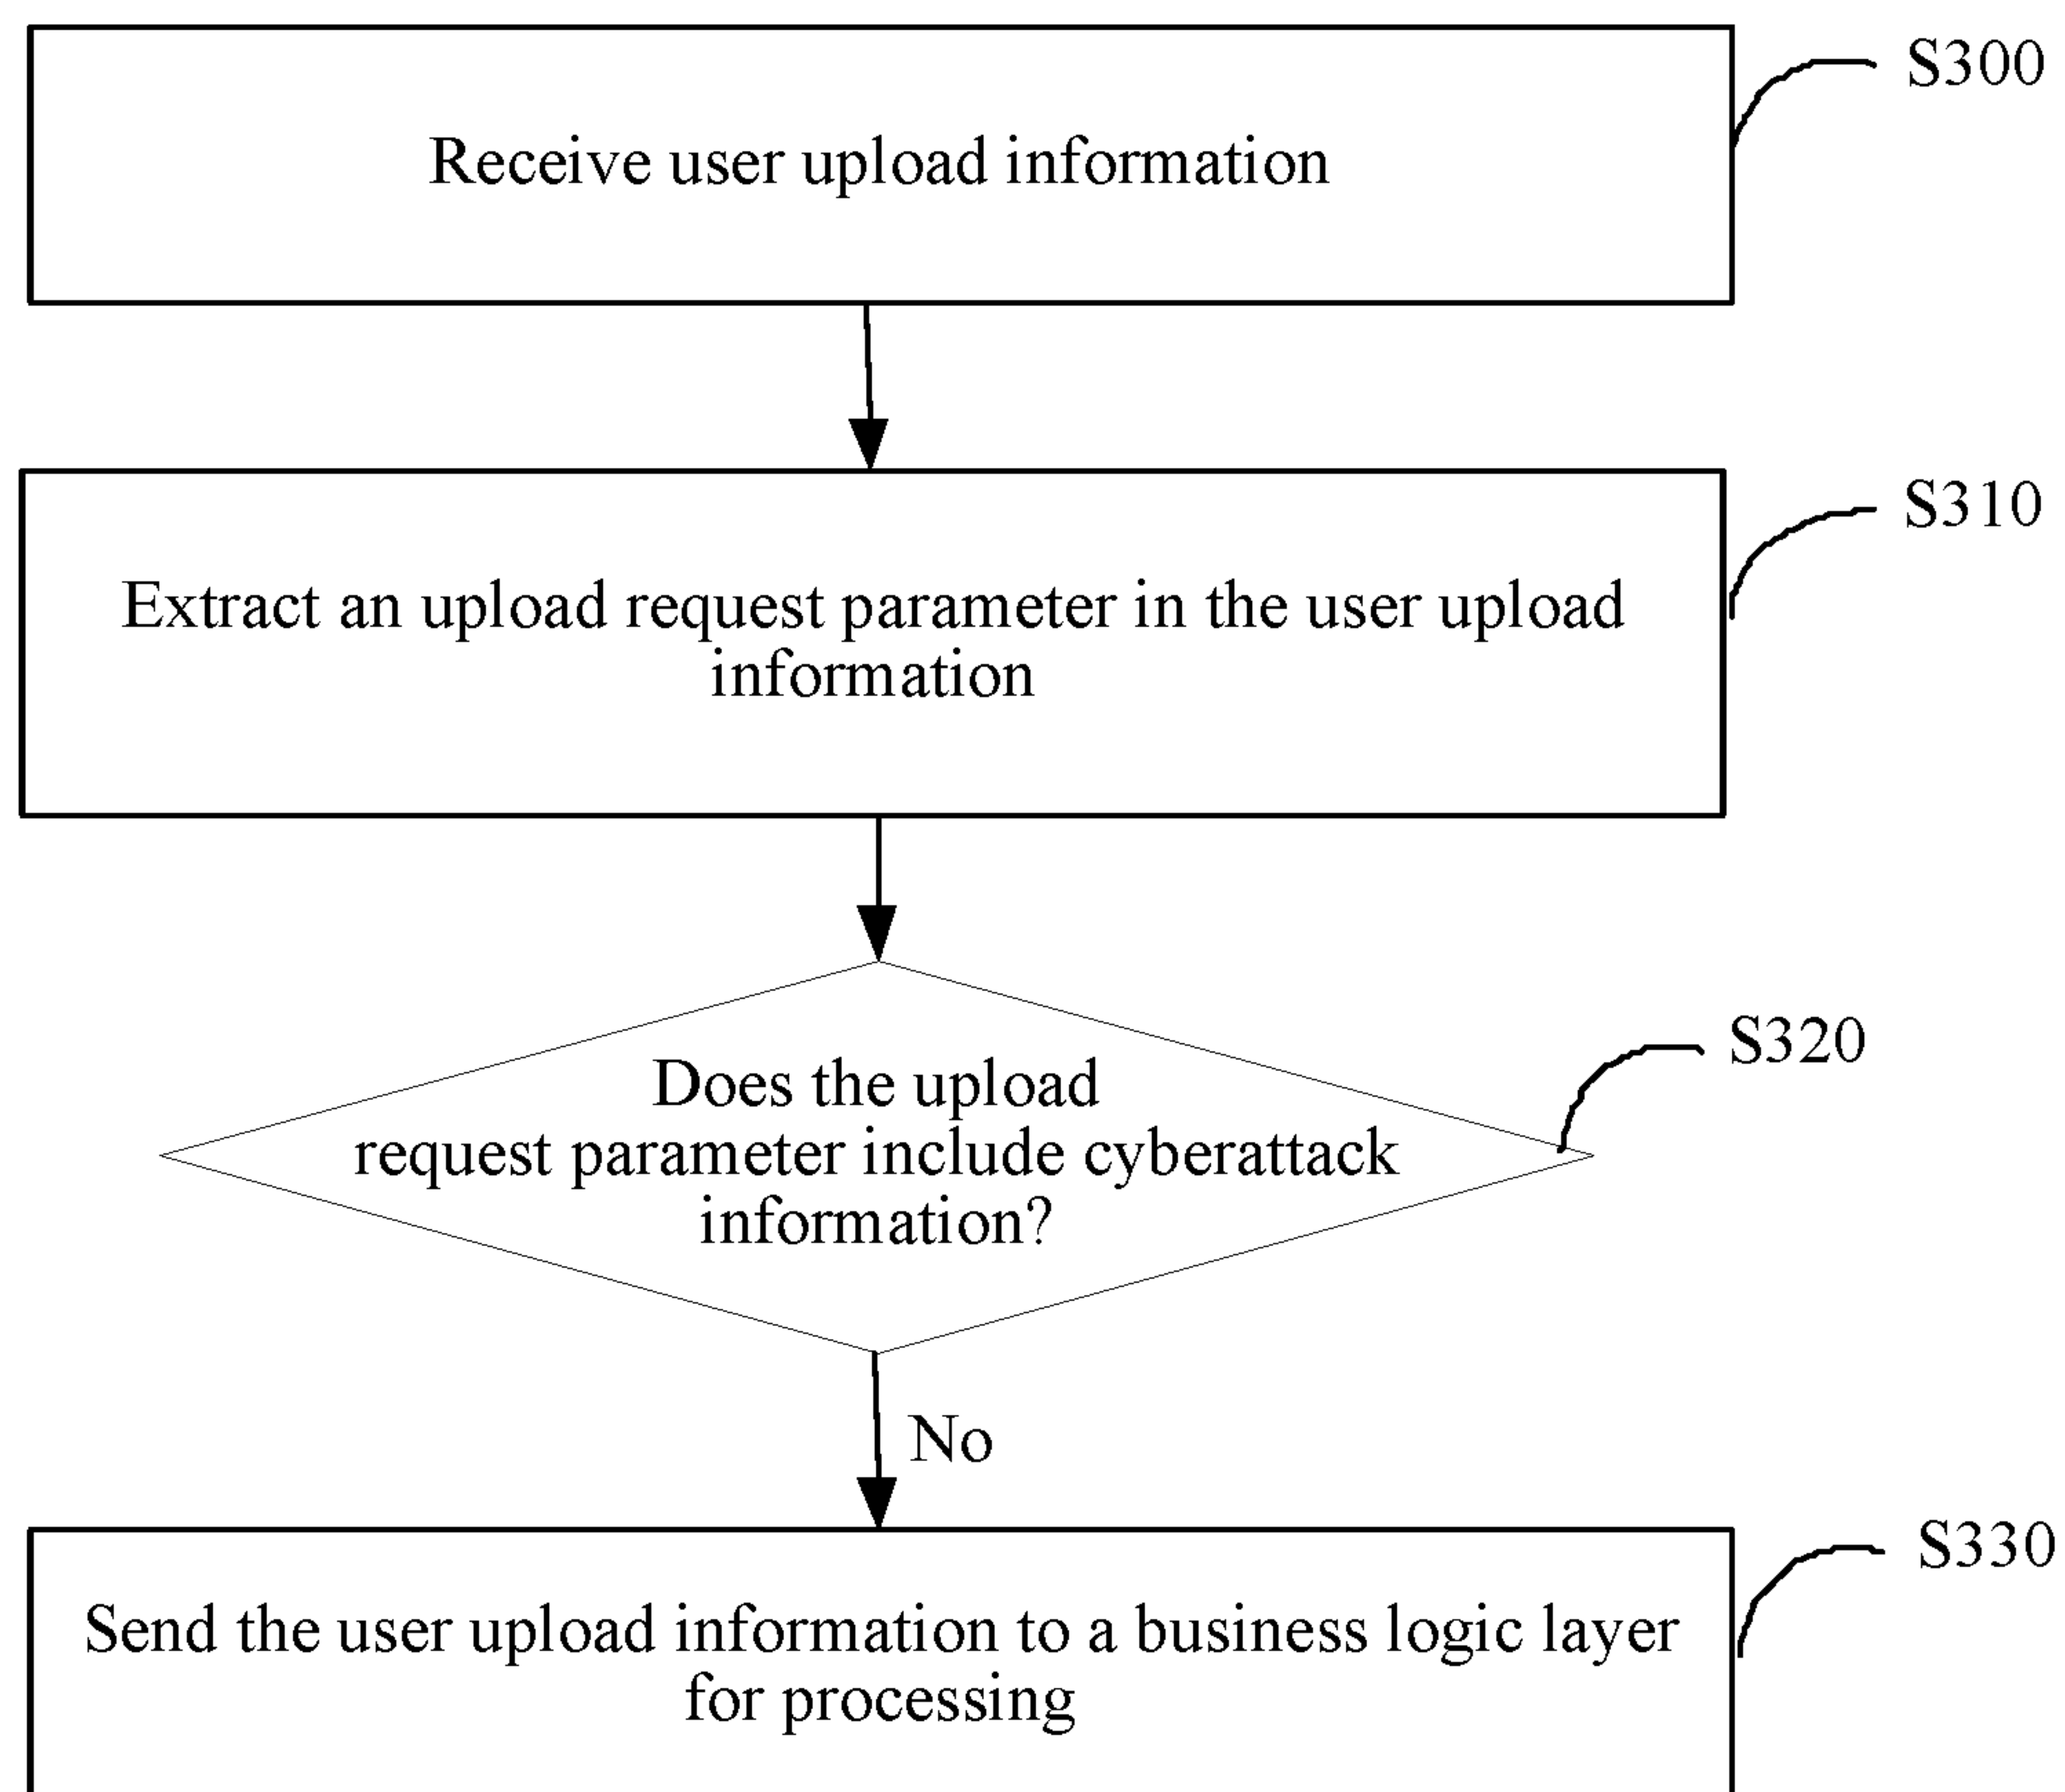 S300
Receive user upload information
S310
Extract an upload request parameter in the user upload
information
S320
Does the upload
request parameter include cyberattack
information?
No
S330
Send the user upload information to a business logic layer
for processing